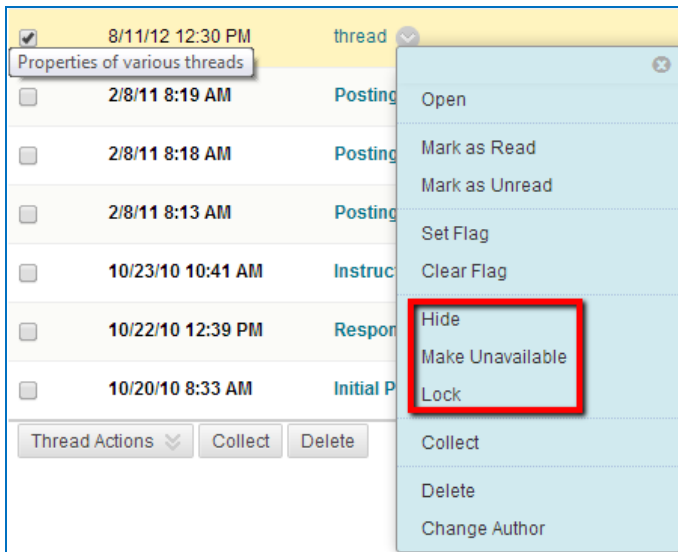 8/11/12 12:30 PM thread
Properties of various threads
2/8/11 8:19 AM Posting
2/8/11 8:18 AM Posting
2/8/11 8:13 AM Posting
10/23/10 10:41 AM Instruc
10/22/10 12:39 PM Respon
10/20/10 8:33 AM Initial P
Thread Actions Collect Delete
Open
Mark as Read
Mark as Unread
Set Flag
Clear Flag
Hide
Make Unavailable
Lock
Collect
Delete
Change Author